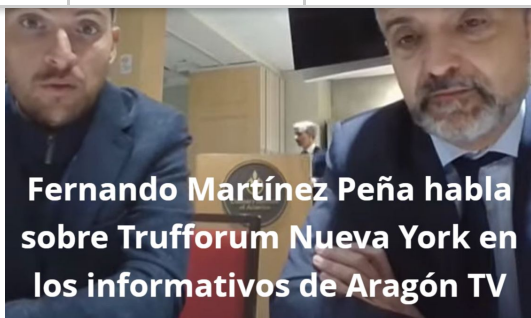 Fernando Martínez Peña habla
sobre Trufforum Nueva York en
los informativos de Aragón TV